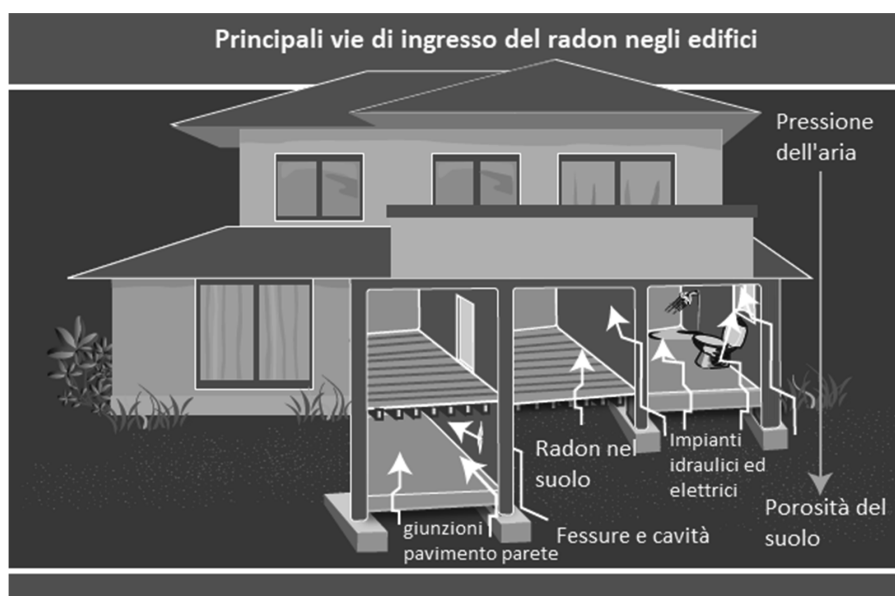 Principali vie di ingresso del radon negli edifici
Pressione
dell'aria
Radon nel
suolo
Impianti
idraulici ed
elettrici
giunzioni
pavimento parete
Fessure e cavità
Porosità del
suolo